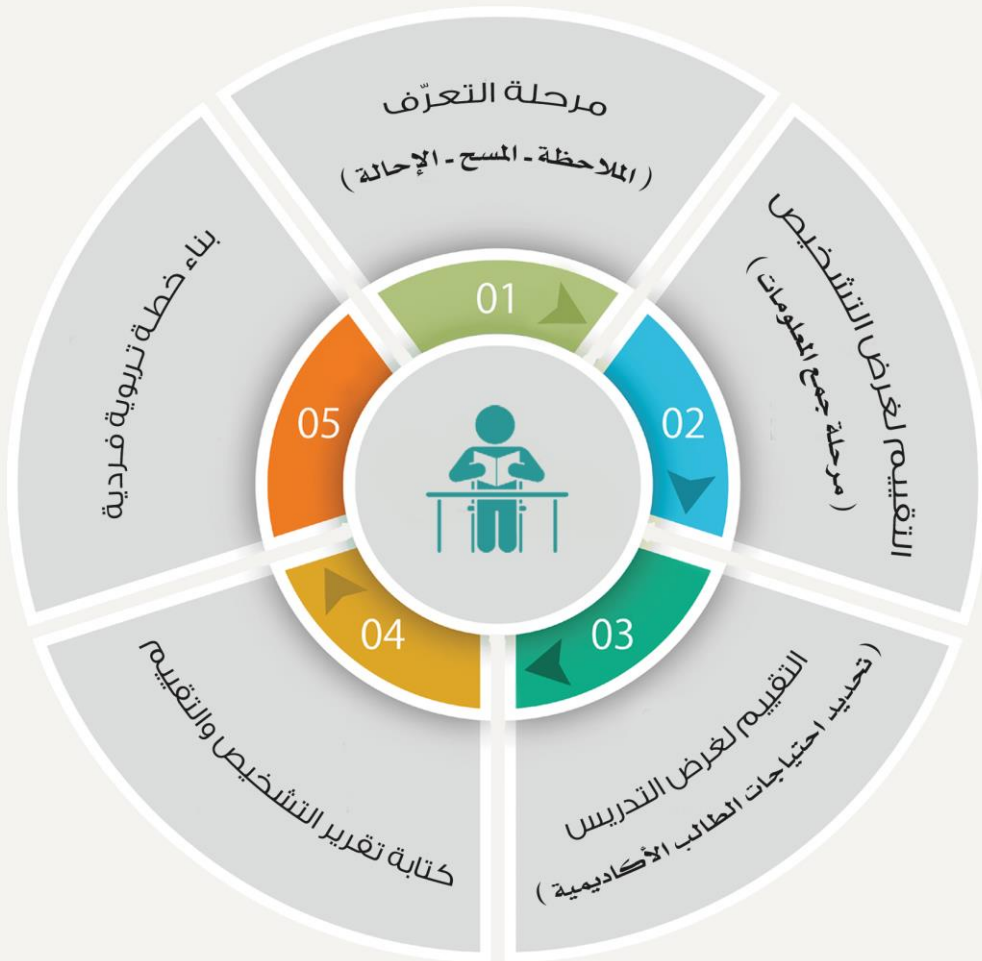 مرحلة التعرّف
( الملاحظة - المسح - الإحالة )
01
التقييم لغرض التشخيص
( مرحلة جمع المعلومات )
02
التقييم لغرض التدريس
( تحديد احتياجات الطالب الأكاديمية )
03
كتابة تقرير التشخيص والتقييم
04
بناء خطة تربوية فردية
05